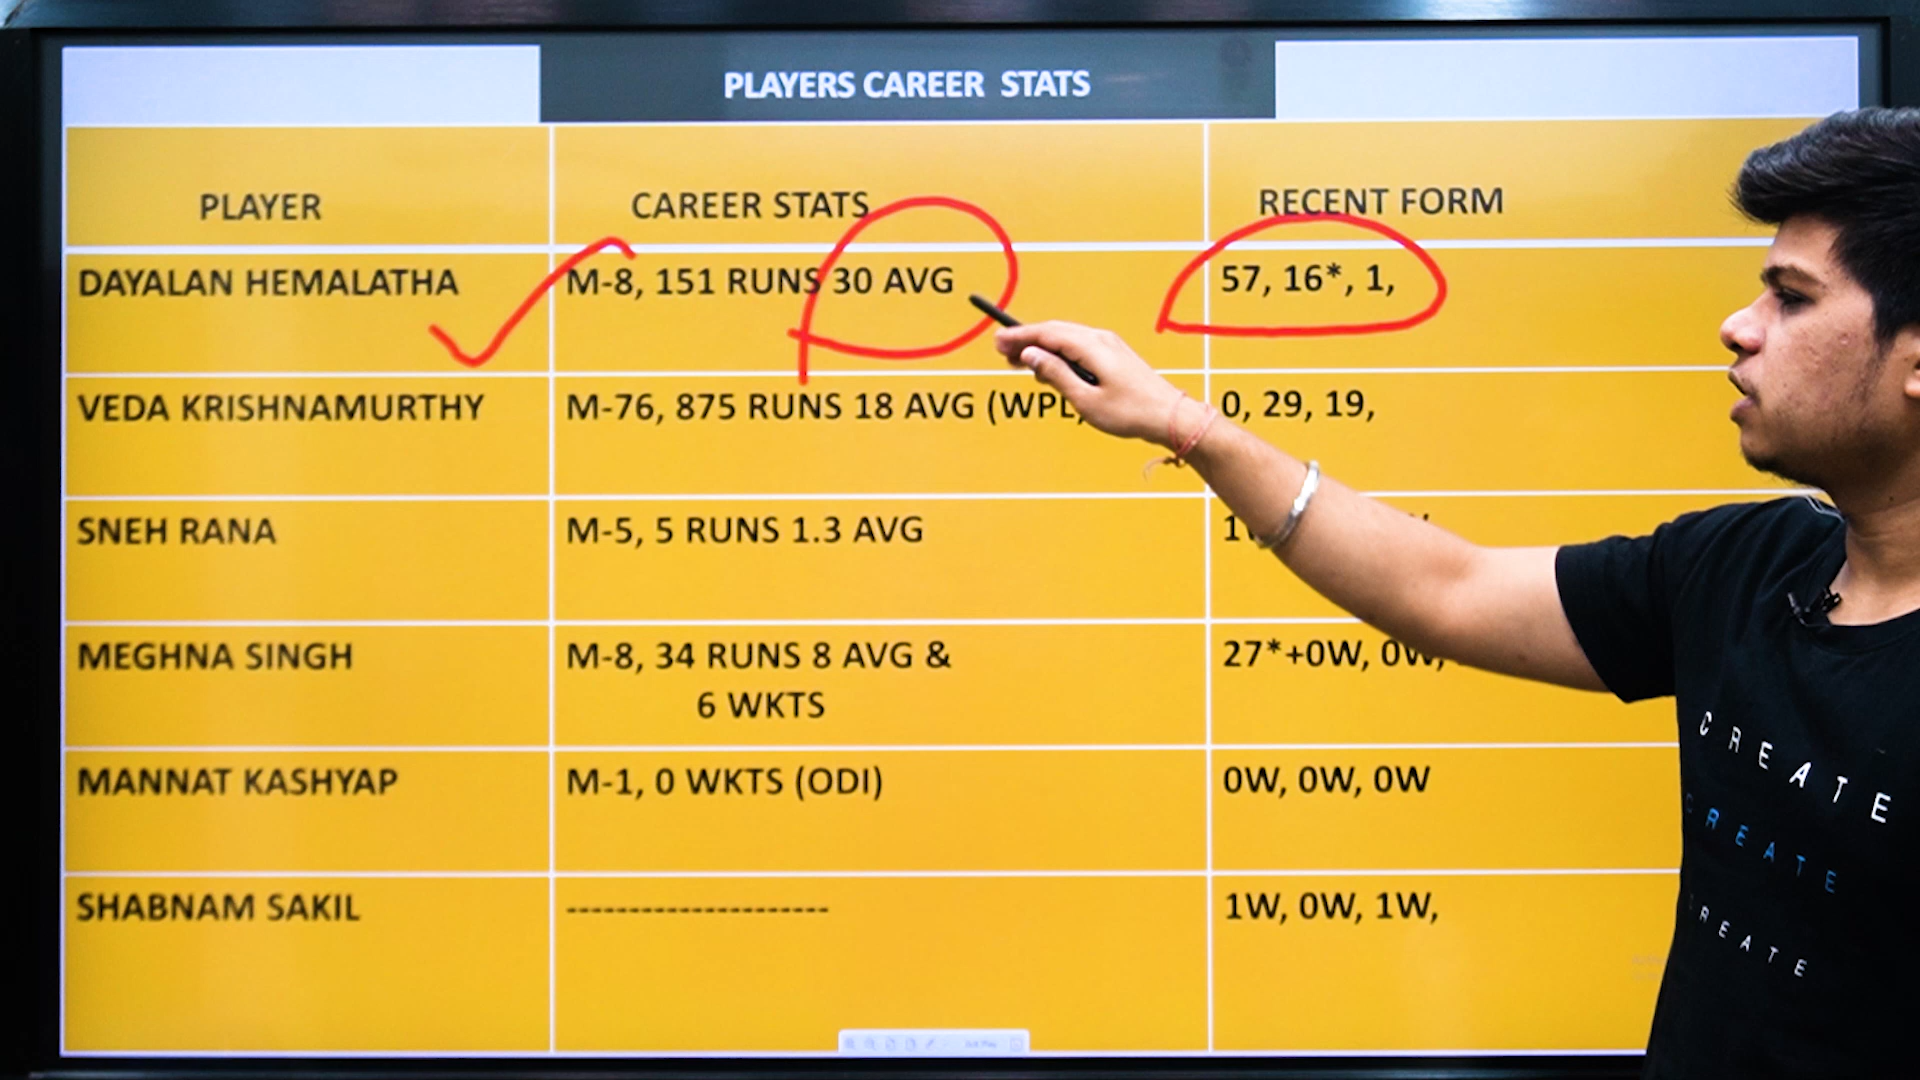 PLAYERS CAREER STATS
PLAYER CAREER STATS RECENT FORM
DAYALAN HEMALATHA M-8, 151 RUNS 30 AVG 57, 16*, 1,
VEDA KRISHNAMURTHY M-76, 875 RUNS 18 AVG (WPL, 0, 29, 19,
SNEH RANA M-5, 5 RUNS 1.3 AVG
MEGHNA SINGH M-8, 34 RUNS 8 AVG & 27*+0W, 0W,
6 WKTS
MANNAT KASHYAP M-1, 0 WKTS (ODI) 0W, 0W, 0W
SHABNAM SAKIL --------------------- 1W, 0W, 1W,
CREATE
CREATE
CREATE